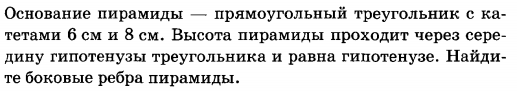 Основание пирамиды — прямоугольный треугольник с ка-
тетами 6 см и 8 см. Высота пирамиды проходит через сере-
дину гипотенузы треугольника и равна гипотенузе. Найди-
те боковые ребра пирамиды.